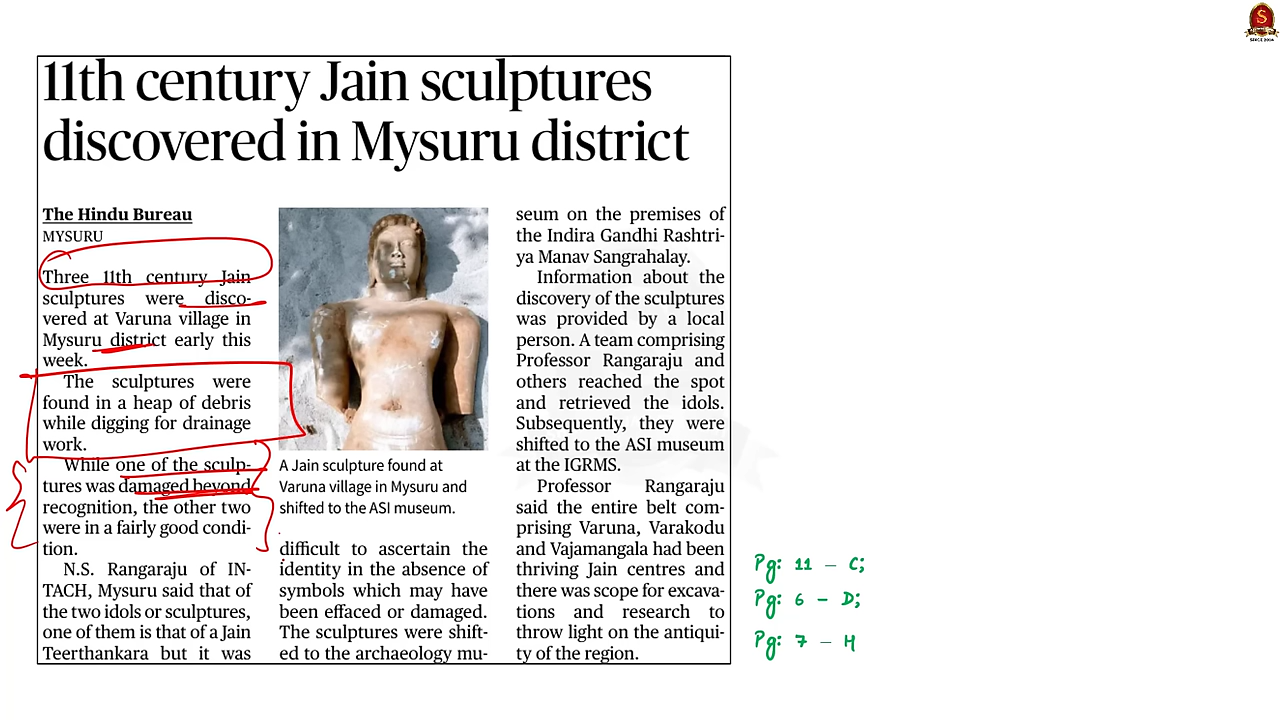 11th century Jain sculptures
discovered in Mysuru district
The Hindu Bureau
MYSURU
Three 11th century Jain
sculptures were disco-
vered at Varuna village in
Mysuru district early this
week.
The sculptures were
found in a heap of debris
while digging for drainage
work.
While one of the sculp-
tures was damaged beyond
recognition, the other two
were in a fairly good condi-
tion.
N.S. Rangaraju of IN-
TACH, Mysuru said that of
the two idols or sculptures,
one of them is that of a Jain
Teerthankara but it was
A Jain sculpture found at
Varuna village in Mysuru and
shifted to the ASI museum.
difficult to ascertain the
identity in the absence of
symbols which may have
been effaced or damaged.
The sculptures were shift-
ed to the archaeology mu-
seum on the premises of
the Indira Gandhi Rashtri-
ya Manav Sangrahalay.
Information about the
discovery of the sculptures
was provided by a local
person. A team comprising
Professor Rangaraju and
others reached the spot
and retrieved the idols.
Subsequently, they were
shifted to the ASI museum
at the IGRMS.
Professor Rangaraju
said the entire belt com-
prising Varuna, Varakodu
and Vajamangala had been
thriving Jain centres and
there was scope for excava-
tions and research to
throw light on the antiqui-
ty of the region.
Pg: 11 – C;
Pg: 6 – D;
Pg: 7 – H
S
SINCE 2004